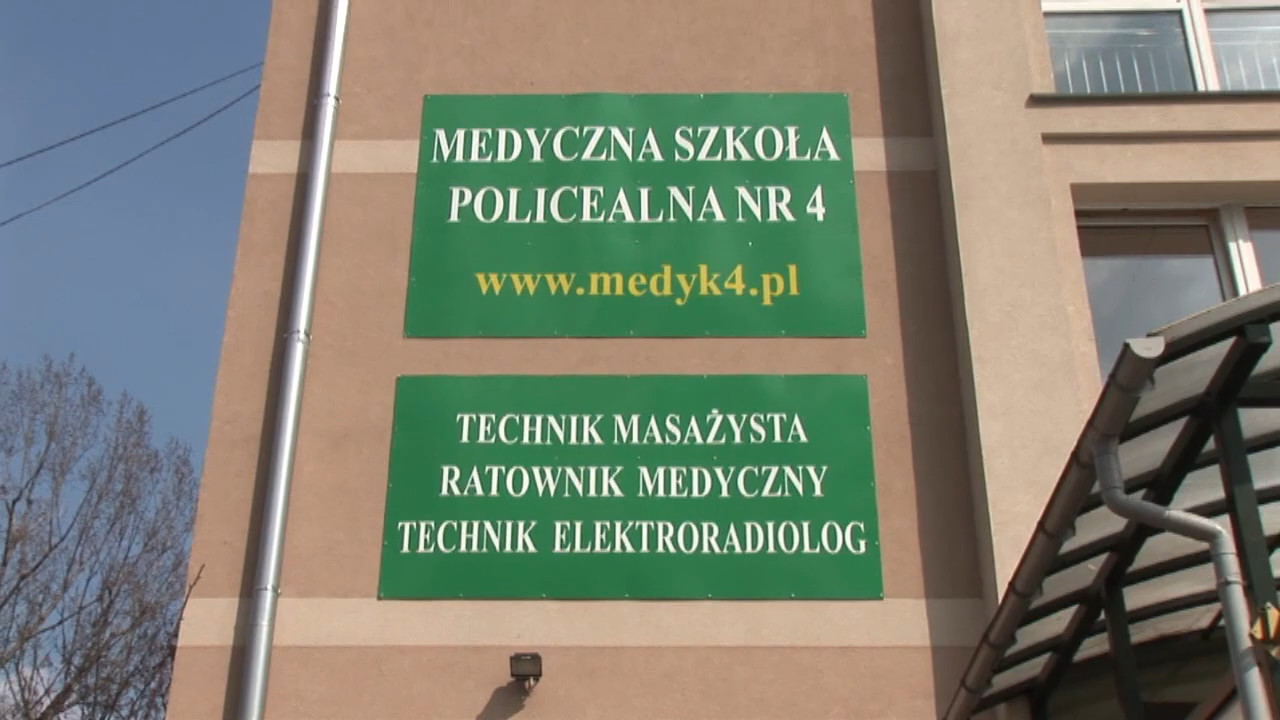 MEDYCZNA SZKOŁA
POLICEALNA NR 4
www.medyk4.pl
TECHNIK MASAŻYSTA
RATOWNIK MEDYCZNY
TECHNIK ELEKTRORADIOLOG